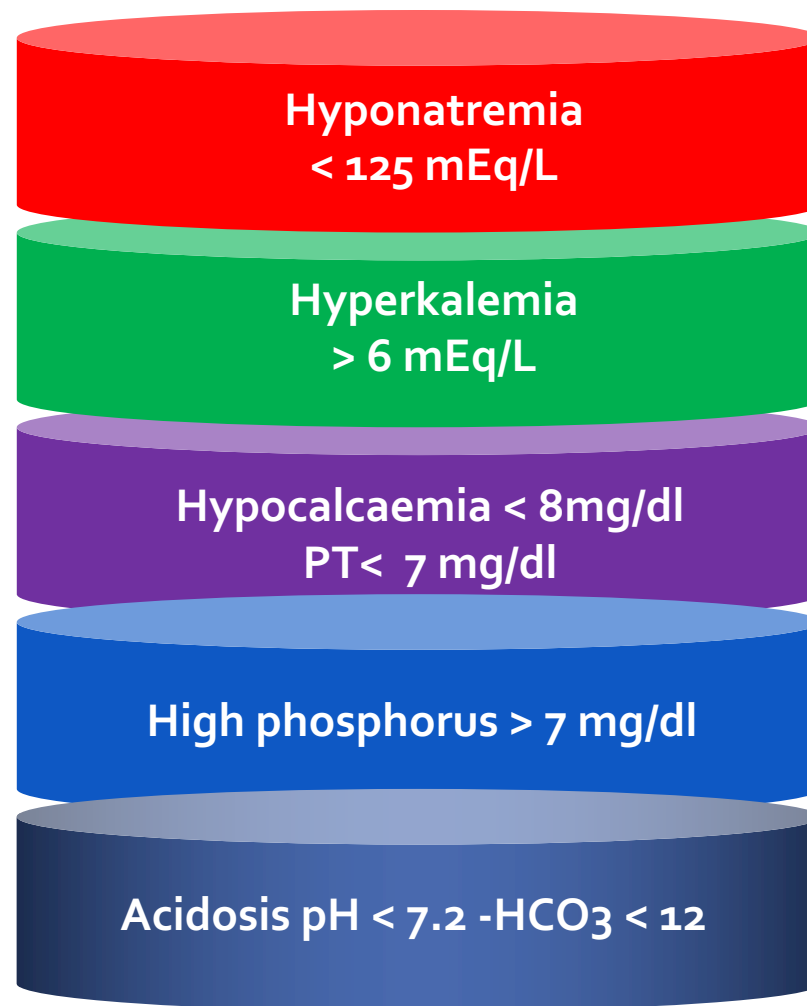 Hyponatremia
< 125 mEq/L
Hyperkalemia
> 6 mEq/L
Hypocalcaemia < 8mg/dl
PT<  7 mg/dl
High phosphorus > 7 mg/dl
Acidosis pH < 7.2 -HCO3 < 12